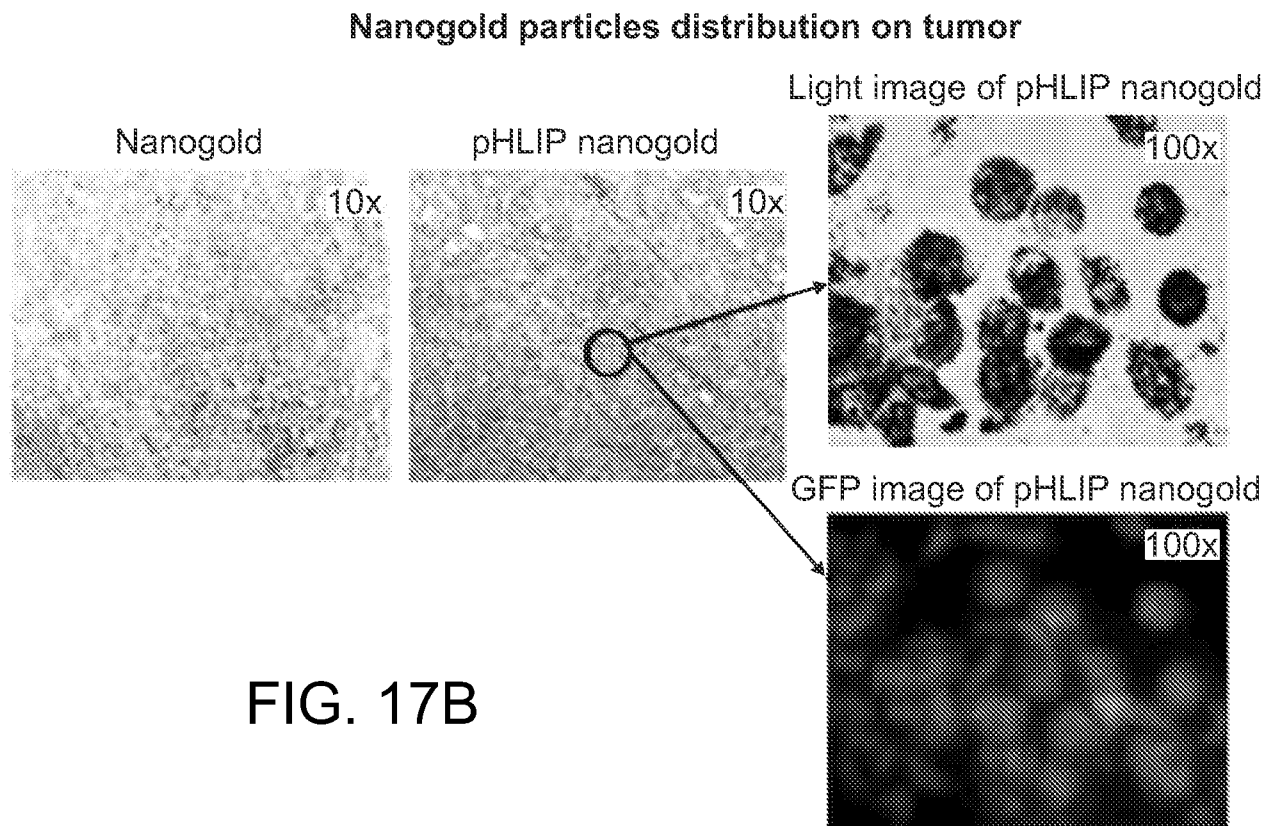 Nanogold particles distribution on tumor
Light image of pHLIP nanogold
Nanogold
pHLIP nanogold
10x
10x
100x
GFP image of pHLIP nanogold
100x
FIG. 17B